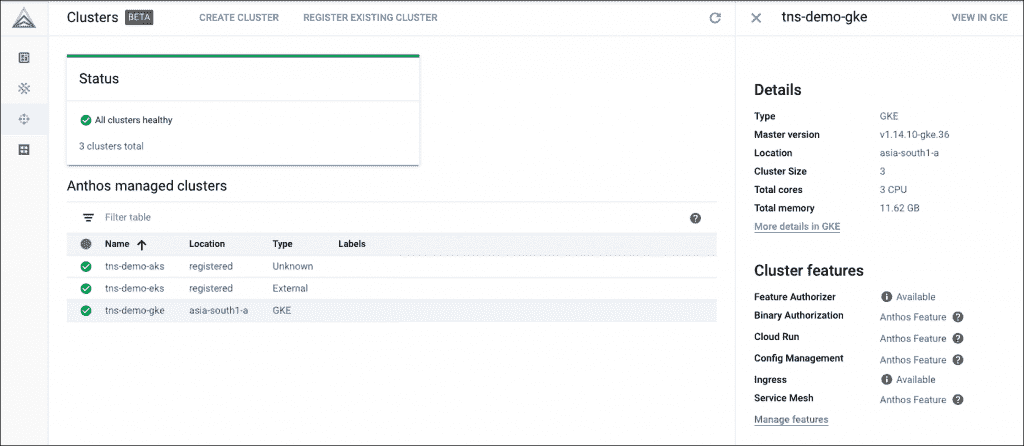 Clusters BETA CREATE CLUSTER REGISTER EXISTING CLUSTER
Status
All clusters healthy
3 clusters total
Anthos managed clusters
Filter table
Name Location Type Labels
tns-demo-aks registered Unknown
tns-demo-eks registered External
tns-demo-gke asia-south1-a GKE
tns-demo-gke VIEW IN GKE
Details
Type GKE
Master version v1.14.10-gke.36
Location asia-south1-a
Cluster Size 3
Total cores 3 CPU
Total memory 11.62 GB
More details in GKE
Cluster features
Feature Authorizer Available
Binary Authorization Anthos Feature
Cloud Run Anthos Feature
Config Management Anthos Feature
Ingress Available
Service Mesh Anthos Feature
Manage features